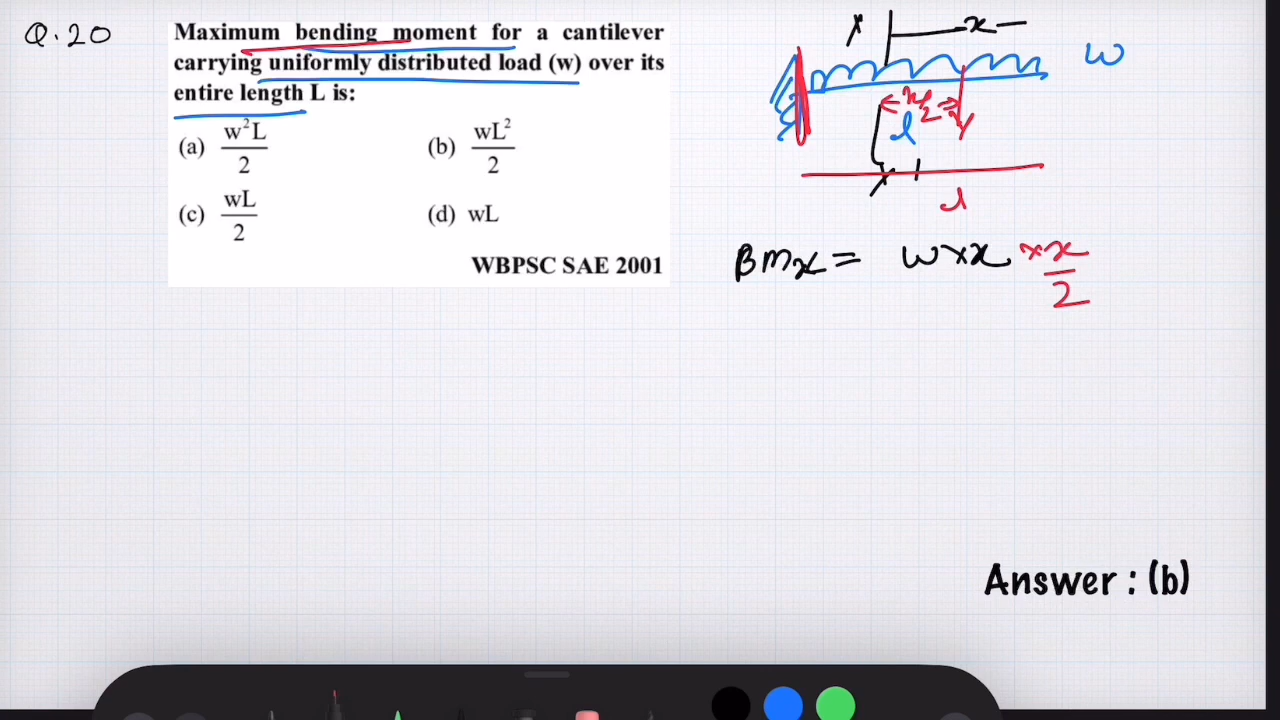 Q.20
Maximum bending moment for a cantilever
carrying uniformly distributed load (w) over its
entire length L is:
(a) w²L/2
(b) wL²/2
(c) wL/2
(d) wL
WBPSC SAE 2001
x
x
w
x/2
l
x
l
BMx = w×x × x/2
Answer : (b)